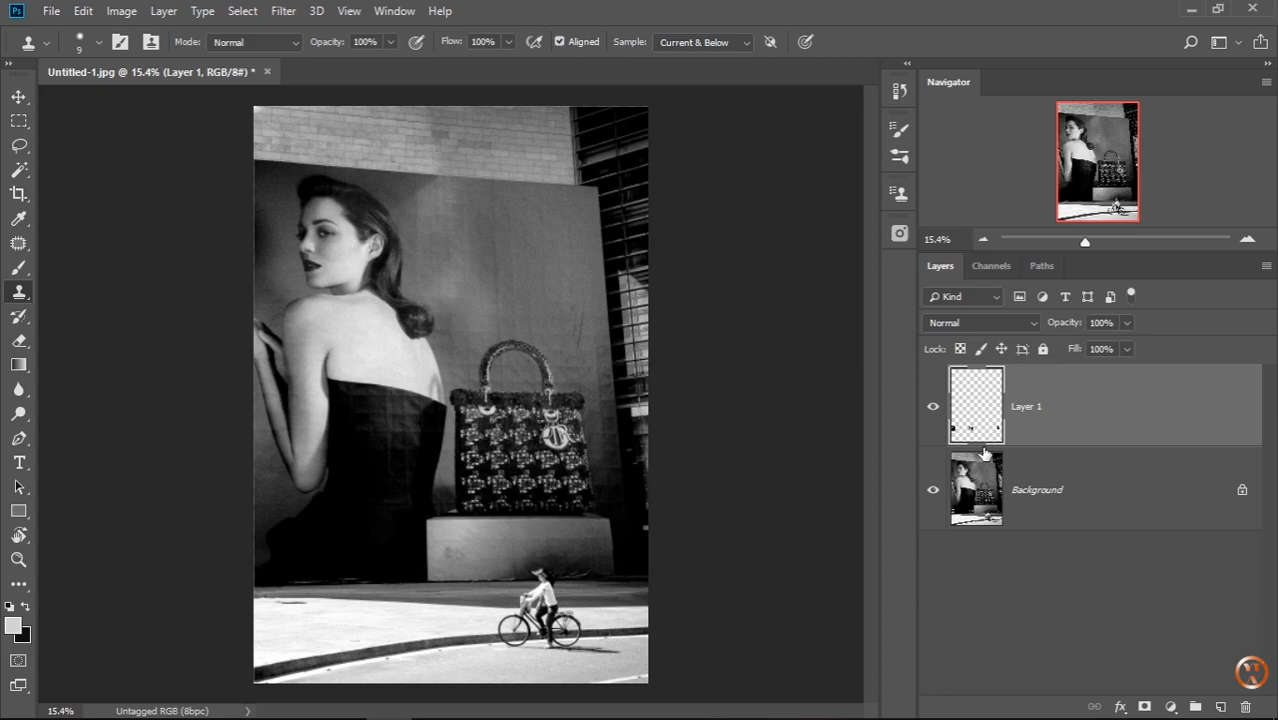 Ps File Edit Image Layer Type Select Filter 3D View Window Help
9 Mode: Normal Opacity: 100% Flow: 100% Aligned Sample: Current & Below
Untitled-1.jpg @ 15.4% (Layer 1, RGB/8#) * ×
Navigator
15.4%
Layers Channels Paths
Kind
Normal Opacity: 100%
Lock: Fill: 100%
Layer 1
Background
15.4% Untagged RGB (8bpc)